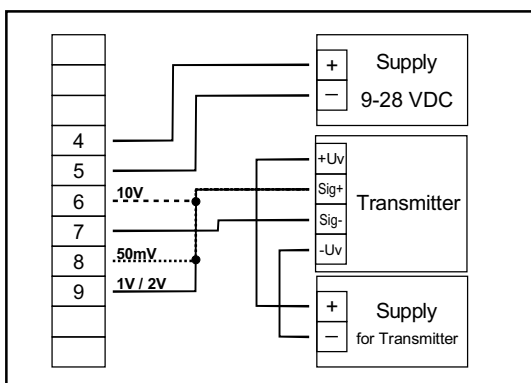 4
5
6
7
8
9
10V
50mV
1V / 2V
+
−
Supply
9-28 VDC
+Uv
Sig+
Sig-
-Uv
Transmitter
+
−
Supply
for Transmitter